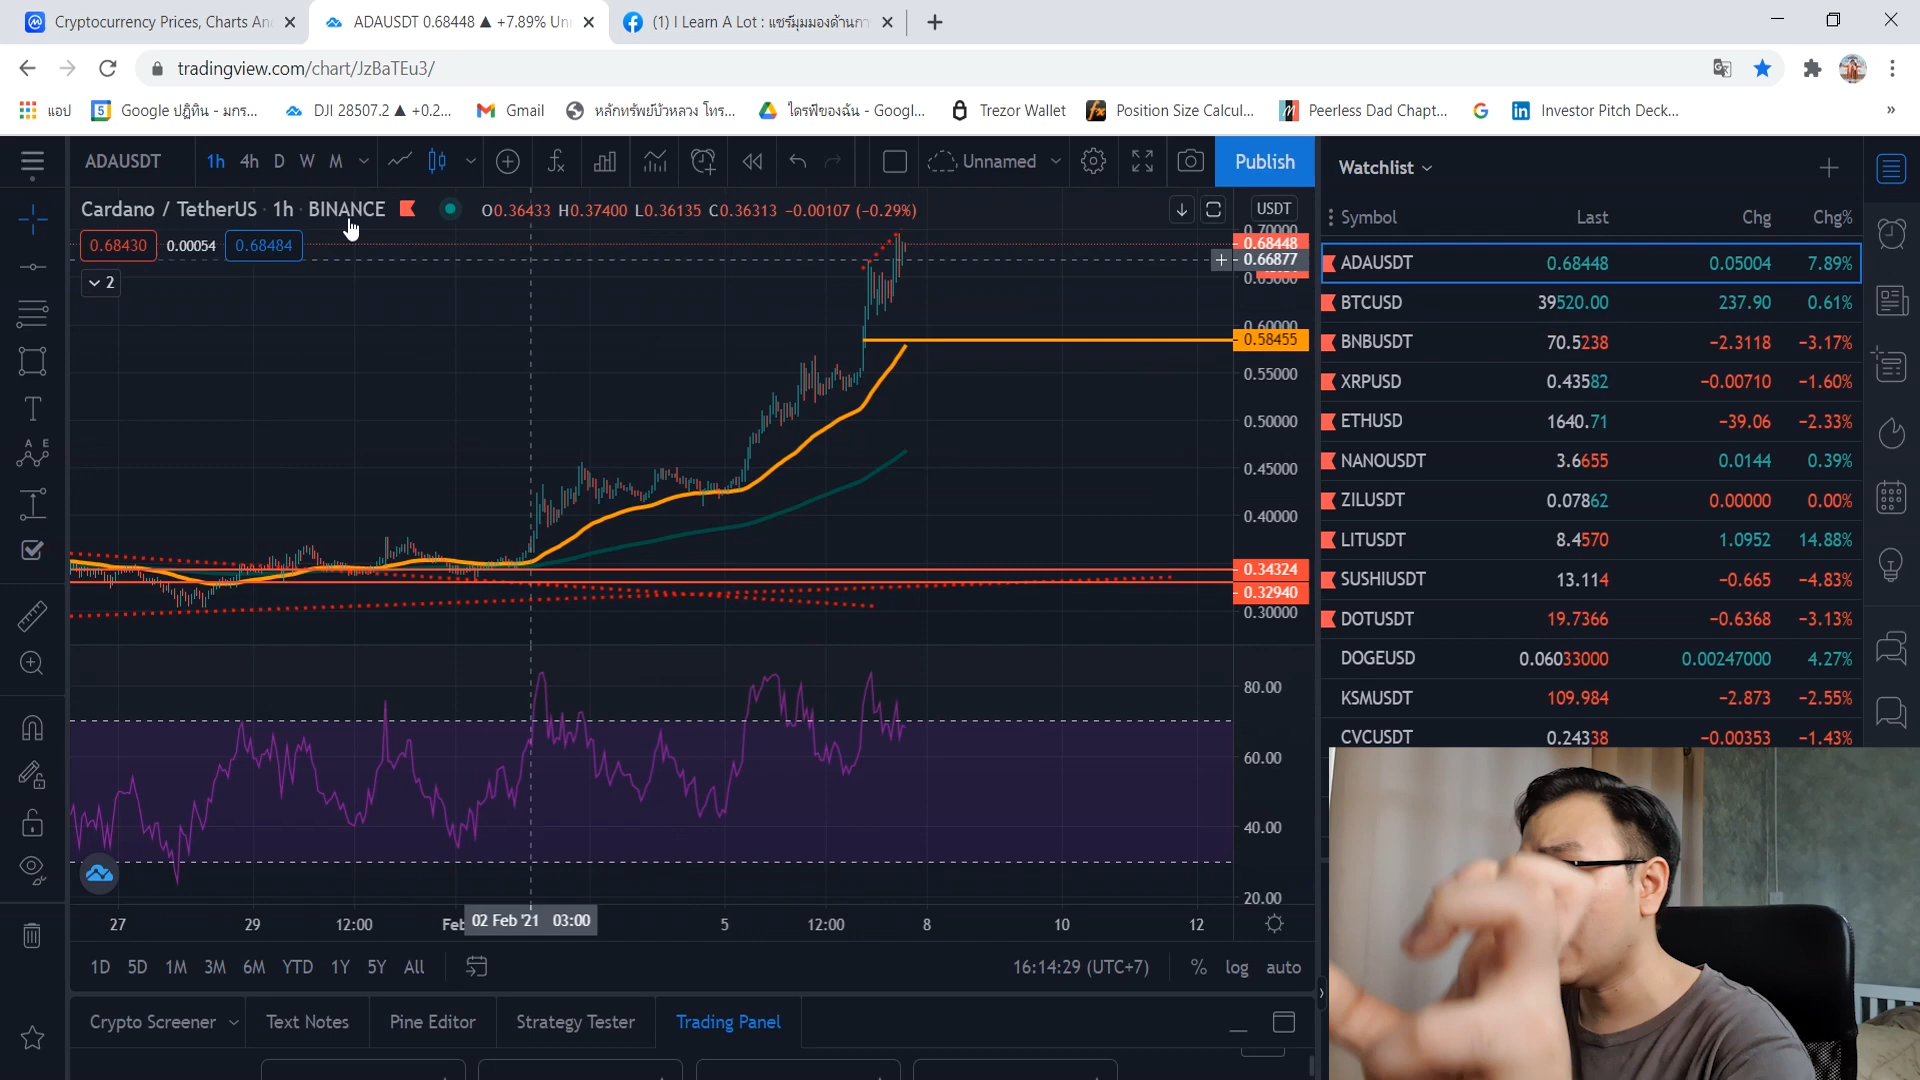 Cryptocurrency Prices, Charts An
ADAUSDT 0.68448 ▲ +7.89% Un
(1) I Learn A Lot : แชร์มุมมองด้านกา
tradingview.com/chart/JzBaTEu3/
แอป
5
Google ปฏิทิน - มกร...
DJI 28507.2 ▲ +0.2...
Gmail
หลักทรัพย์บัวหลวง โทร...
ไดรฟ์ของฉัน - Googl...
Trezor Wallet
Position Size Calcul...
Peerless Dad Chapt...
Investor Pitch Deck...
»
ADAUSDT
1h 4h D W M
Unnamed
Publish
Watchlist
Cardano / TetherUS · 1h · BINANCE
O0.36433 H0.37400 L0.36135 C0.36313 −0.00107 (−0.29%)
0.68430 0.00054 0.68484
2
USDT
0.70000
0.68448
0.66877
0.65000
0.60000
0.58455
0.55000
0.50000
0.45000
0.40000
0.34324
0.32940
0.30000
80.00
60.00
40.00
20.00
27 29 12:00 Feb 02 Feb '21 03:00 5 12:00 8 10 12
1D 5D 1M 3M 6M YTD 1Y 5Y All
16:14:29 (UTC+7)
% log auto
Crypto Screener
Text Notes
Pine Editor
Strategy Tester
Trading Panel
Symbol Last Chg Chg%
ADAUSDT 0.68448 0.05004 7.89%
BTCUSD 39520.00 237.90 0.61%
BNBUSDT 70.5238 −2.3118 −3.17%
XRPUSD 0.43582 −0.00710 −1.60%
ETHUSD 1640.71 −39.06 −2.33%
NANOUSDT 3.6655 0.0144 0.39%
ZILUSDT 0.07862 0.00000 0.00%
LITUSDT 8.4570 1.0952 14.88%
SUSHIUSDT 13.114 −0.665 −4.83%
DOTUSDT 19.7366 −0.6368 −3.13%
DOGEUSD 0.06033000 0.00247000 4.27%
KSMUSDT 109.984 −2.873 −2.55%
CVCUSDT 0.24338 −0.00353 −1.43%